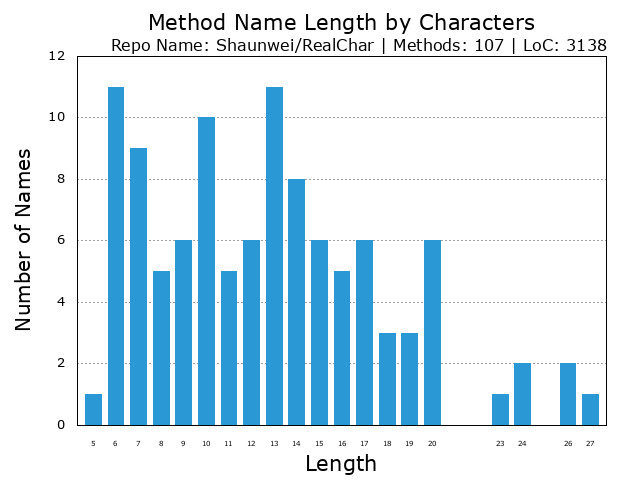 Method Name Length by Characters
Repo Name: Shaunwei/RealChar | Methods: 107 | LoC: 3138
12
10
8
6
4
2
0
Number of Names
5 6 7 8 9 10 11 12 13 14 15 16 17 18 19 20 23 24 26 27
Length